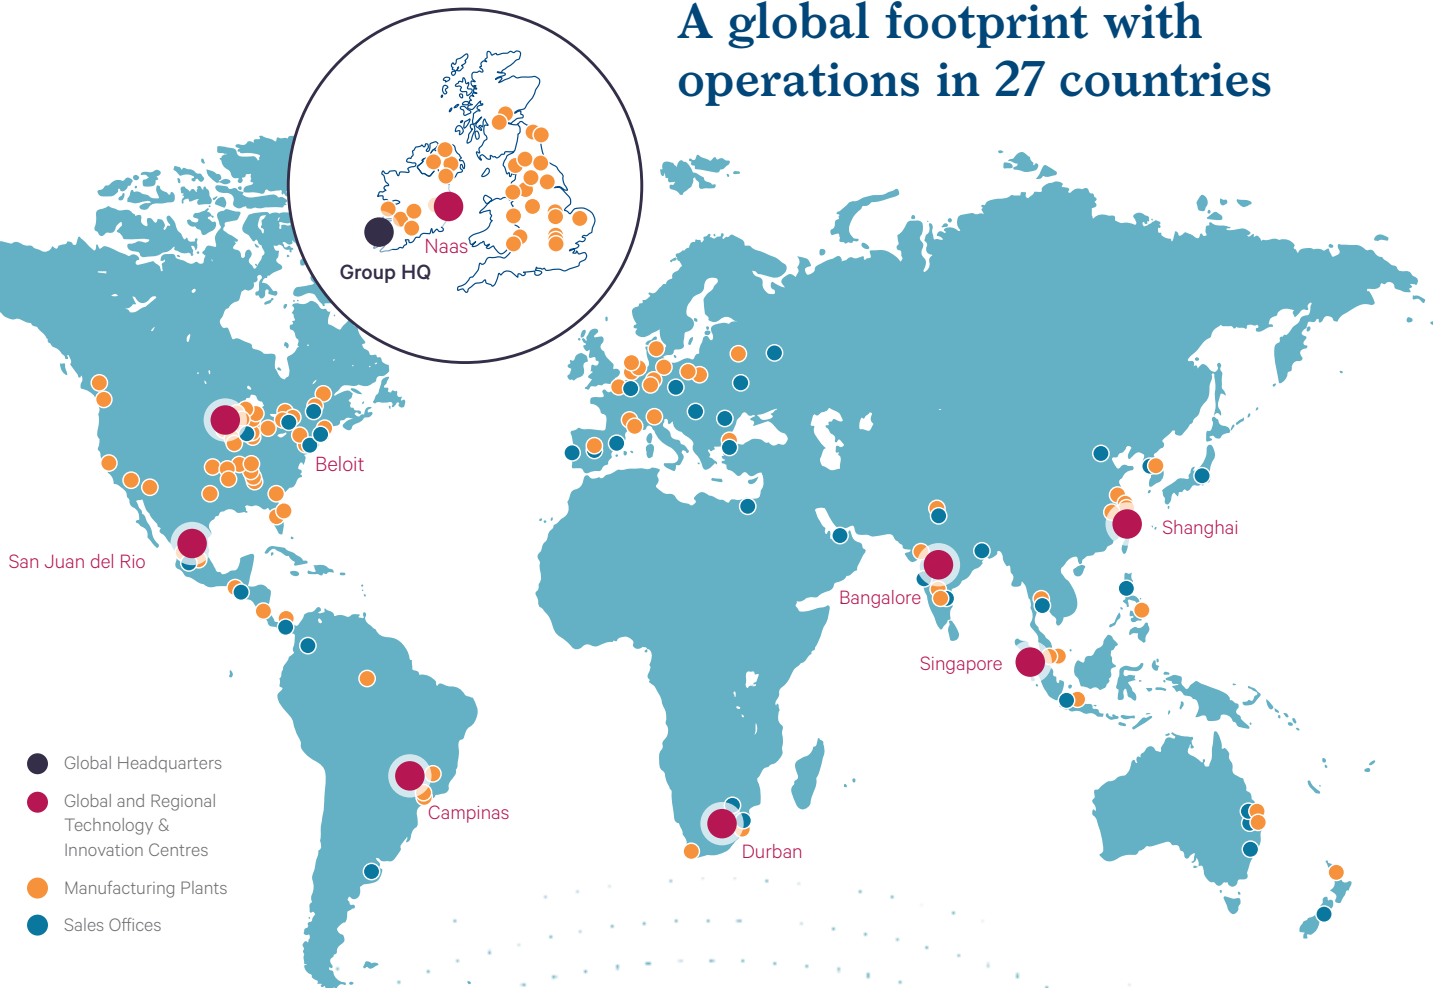 A global footprint with
operations in 27 countries
Naas
Group HQ
Beloit
San Juan del Rio
Shanghai
Bangalore
Singapore
Campinas
Durban
Global Headquarters
Global and Regional
Technology &
Innovation Centres
Manufacturing Plants
Sales Offices